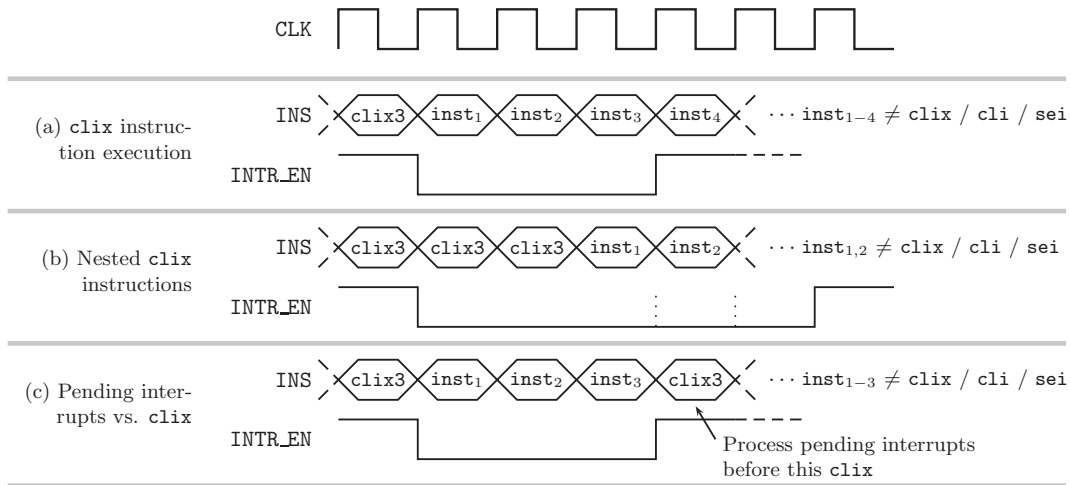 CLK
(a) clix instruc-
tion execution
INS
clix3 inst₁ inst₂ inst₃ inst₄ ··· inst₁₋₄ ≠ clix / cli / sei
INTR_EN
(b) Nested clix
instructions
INS
clix3 clix3 clix3 inst₁ inst₂ ··· inst₁,₂ ≠ clix / cli / sei
INTR_EN
(c) Pending inter-
rupts vs. clix
INS
clix3 inst₁ inst₂ inst₃ clix3 ··· inst₁₋₃ ≠ clix / cli / sei
INTR_EN
Process pending interrupts
before this clix